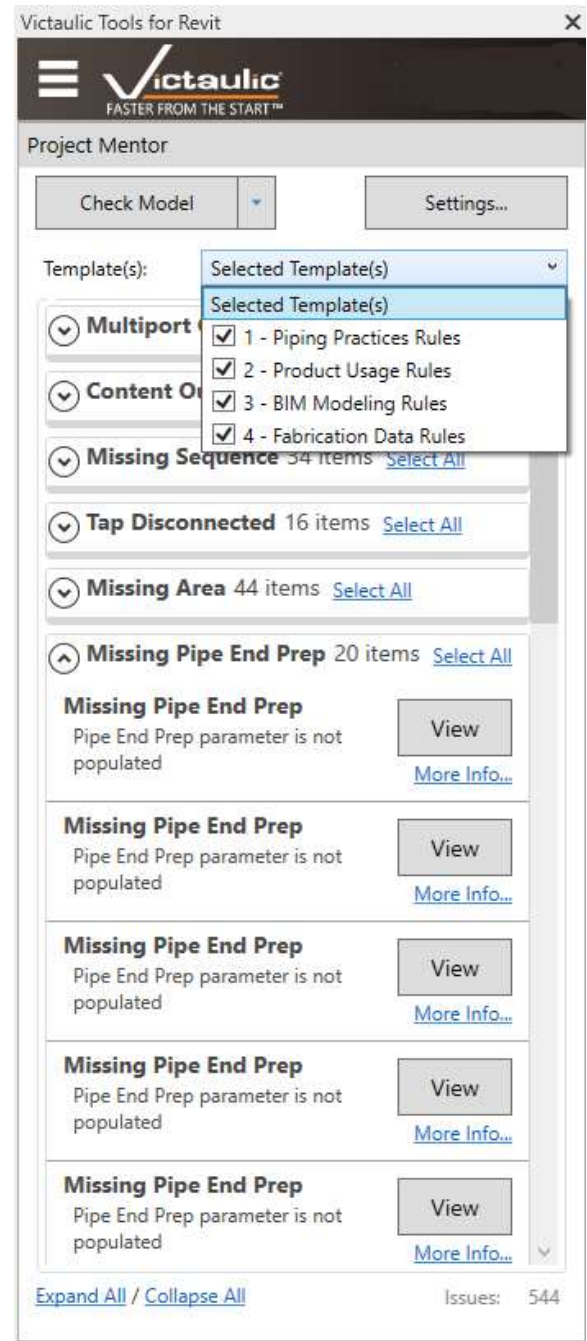 Victaulic Tools for Revit
Victaulic
FASTER FROM THE START™
Project Mentor
Check Model
Settings...
Template(s):
Selected Template(s)
Selected Template(s)
1 - Piping Practices Rules
2 - Product Usage Rules
3 - BIM Modeling Rules
4 - Fabrication Data Rules
Multiport
Content
Missing Sequence 34 items Select All
Tap Disconnected 16 items Select All
Missing Area 44 items Select All
Missing Pipe End Prep 20 items Select All
Missing Pipe End Prep
Pipe End Prep parameter is not
populated
View
More Info...
Missing Pipe End Prep
Pipe End Prep parameter is not
populated
View
More Info...
Missing Pipe End Prep
Pipe End Prep parameter is not
populated
View
More Info...
Missing Pipe End Prep
Pipe End Prep parameter is not
populated
View
More Info...
Missing Pipe End Prep
Pipe End Prep parameter is not
populated
View
More Info...
Expand All / Collapse All
Issues: 544